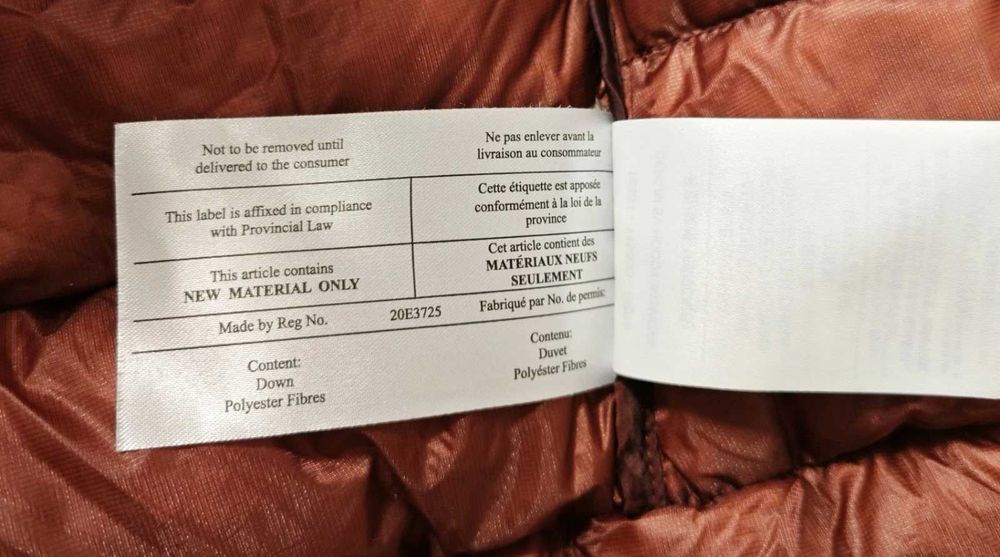 Not to be removed until
delivered to the consumer
Ne pas enlever avant la
livraison au consommateur
This label is affixed in compliance
with Provincial Law
Cette étiquette est apposée
conformément à la loi de la
province
This article contains
NEW MATERIAL ONLY
Cet article contient des
MATÉRIAUX NEUFS
SEULEMENT
Made by Reg No. 20E3725 Fabriqué par No. de permis:
Content:
Down
Polyester Fibres
Contenu:
Duvet
Polyéster Fibres